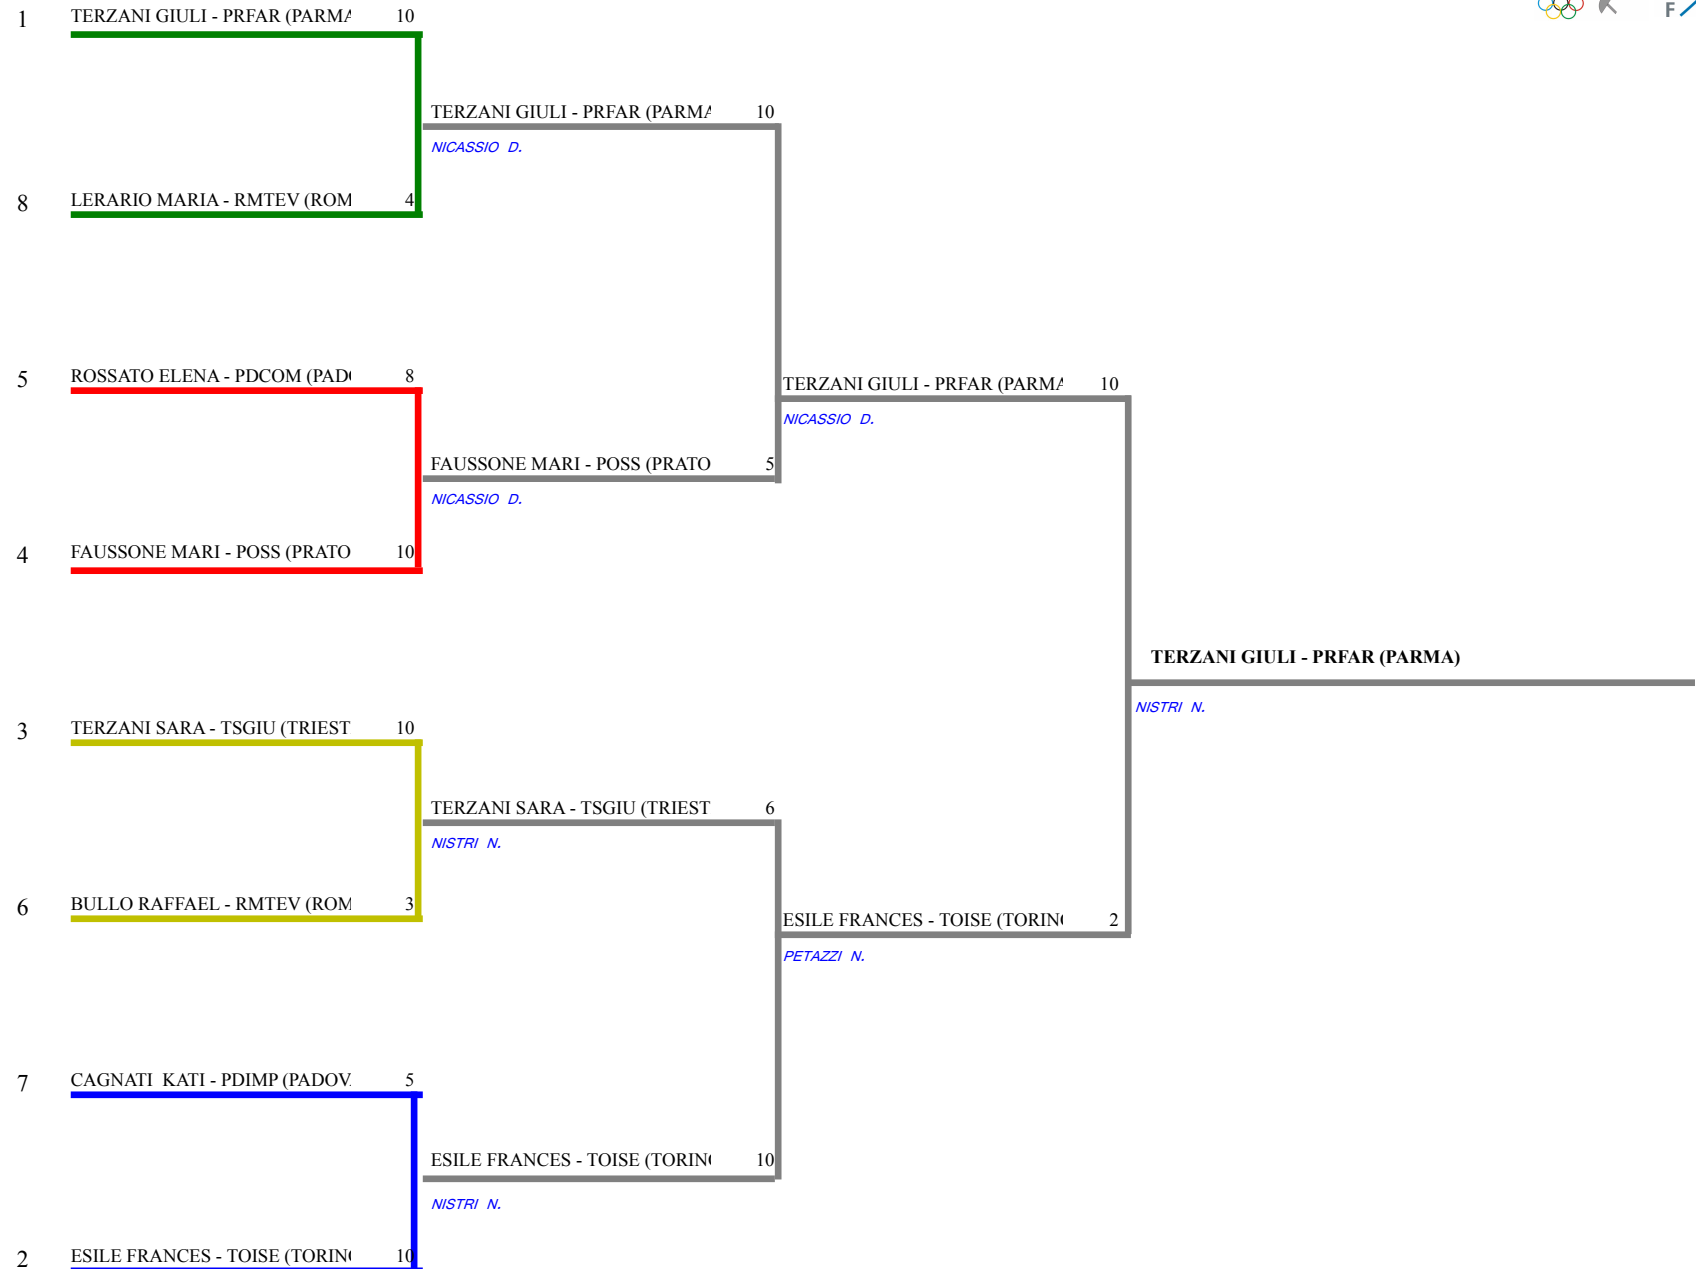 1 TERZANI GIULI - PRFAR (PARMA 10
F
TERZANI GIULI - PRFAR (PARMA 10
NICASSIO D.
8 LERARIO MARIA - RMTEV (ROM 4
5 ROSSATO ELENA - PDCOM (PAD 8
TERZANI GIULI - PRFAR (PARMA 10
NICASSIO D.
FAUSSONE MARI - POSS (PRATO 5
NICASSIO D.
4 FAUSSONE MARI - POSS (PRATO 10
TERZANI GIULI - PRFAR (PARMA)
NISTRI N.
3 TERZANI SARA - TSGIU (TRIEST 10
TERZANI SARA - TSGIU (TRIEST 6
NISTRI N.
6 BULLO RAFFAEL - RMTEV (ROM 3
ESILE FRANCES - TOISE (TORIN 2
PETAZZI N.
7 CAGNATI KATI - PDIMP (PADOV 5
ESILE FRANCES - TOISE (TORIN 10
NISTRI N.
2 ESILE FRANCES - TOISE (TORIN 10